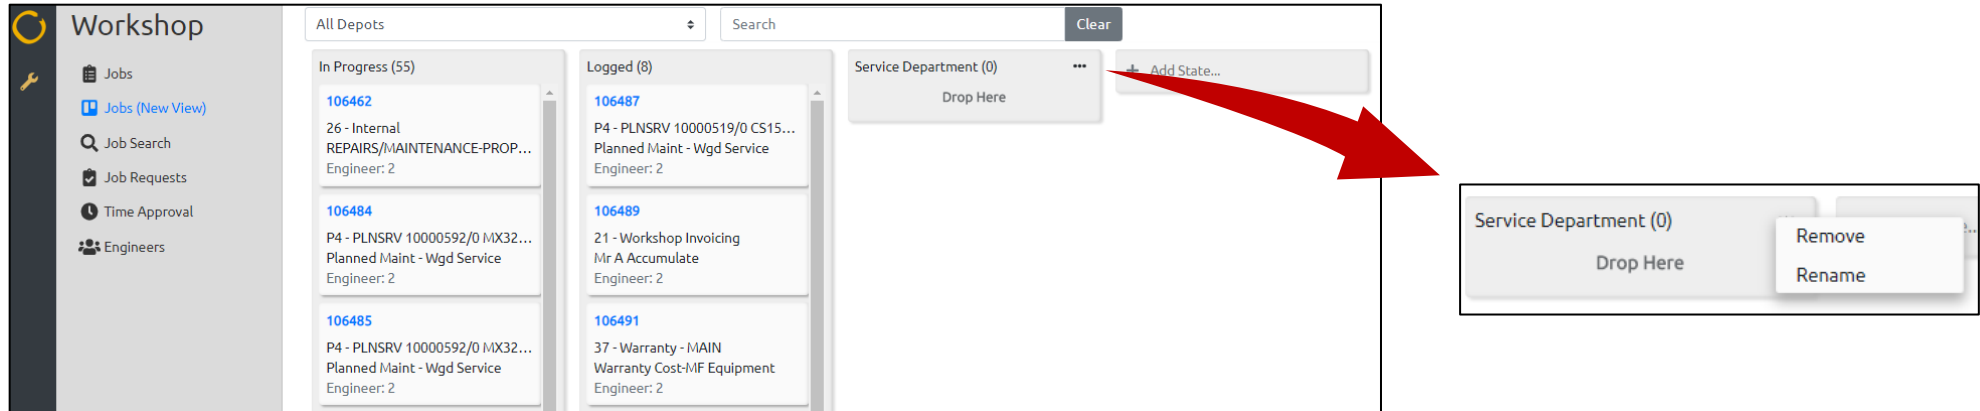 Workshop
Jobs
Jobs (New View)
Job Search
Job Requests
Time Approval
Engineers
All Depots
Search
Clear
In Progress (55)
106462
26 - Internal
REPAIRS/MAINTENANCE-PROP...
Engineer: 2
106484
P4 - PLNSRV 10000592/0 MX32...
Planned Maint - Wgd Service
Engineer: 2
106485
P4 - PLNSRV 10000592/0 MX32...
Planned Maint - Wgd Service
Engineer: 2
Logged (8)
106487
P4 - PLNSRV 10000519/0 CS15...
Planned Maint - Wgd Service
Engineer: 2
106489
21 - Workshop Invoicing
Mr A Accumulate
Engineer: 2
106491
37 - Warranty - MAIN
Warranty Cost-MF Equipment
Engineer: 2
Service Department (0)
Drop Here
+ Add State...
Service Department (0)
Drop Here
Remove
Rename